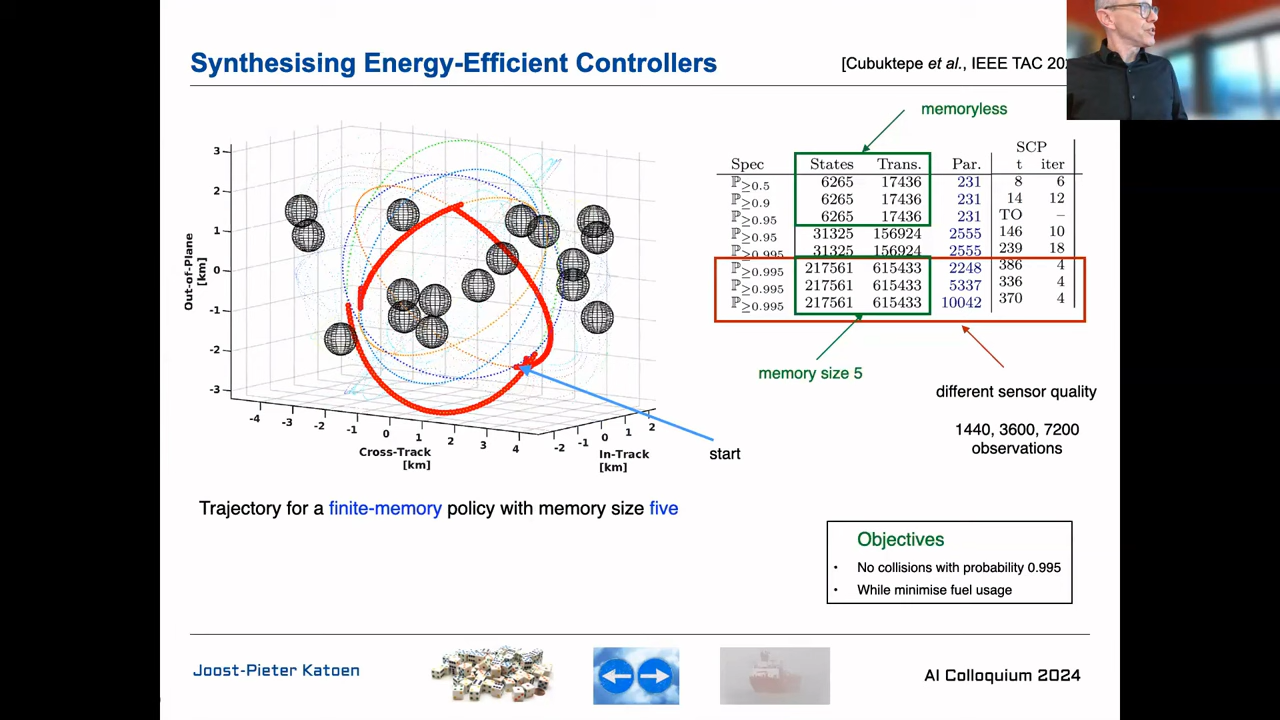 Synthesising Energy-Efficient Controllers
[Cubuktepe et al., IEEE TAC
memoryless
SCP
Spec States Trans. Par. t iter
ℙ≥0.5 6265 17436 231 8 6
ℙ≥0.9 6265 17436 231 14 12
ℙ≥0.95 6265 17436 231 TO –
ℙ≥0.95 31325 156924 2555 146 10
ℙ≥0.995 31325 156924 2555 239 18
ℙ≥0.995 217561 615433 2248 386 4
ℙ≥0.995 217561 615433 5337 336 4
ℙ≥0.995 217561 615433 10042 370 4
memory size 5
different sensor quality
1440, 3600, 7200
observations
Out-of-Plane
[km]
3
2
1
0
-1
-2
-3
-4 -3 -2 -1 0 1 2 3 4
Cross-Track
[km]
-2 -1 0 1 2
In-Track
[km]
start
Trajectory for a finite-memory policy with memory size five
Objectives
• No collisions with probability 0.995
• While minimise fuel usage
Joost-Pieter Katoen
AI Colloquium 2024